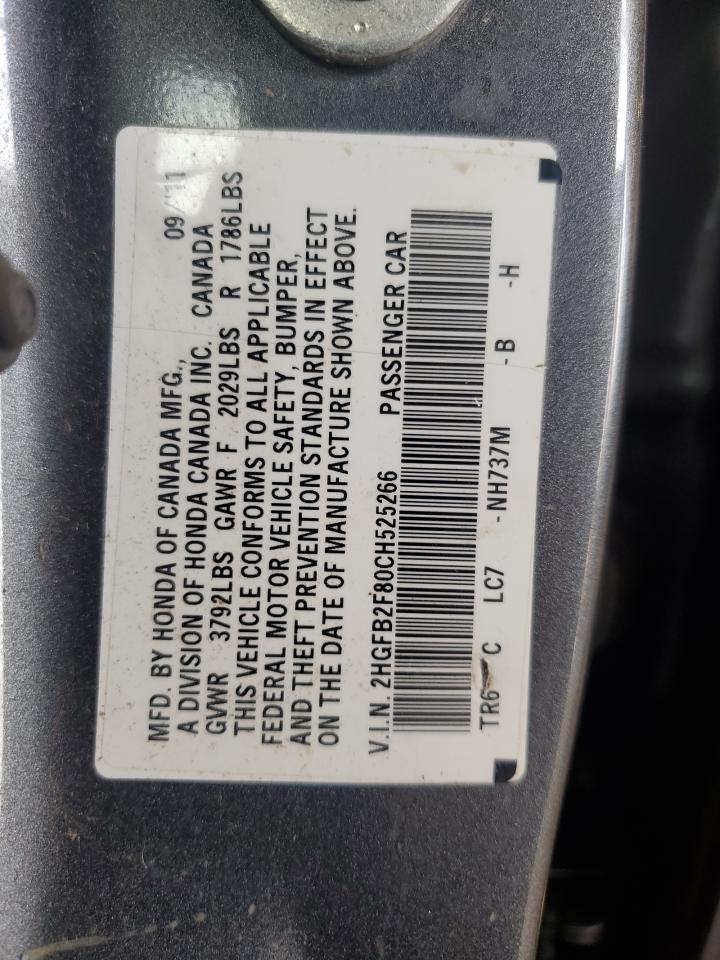 MFD. BY HONDA OF CANADA MFG., 09/11
A DIVISION OF HONDA CANADA INC. CANADA
GVWR 3792LBS GAWR F 2029LBS R 1786LBS
THIS VEHICLE CONFORMS TO ALL APPLICABLE
FEDERAL MOTOR VEHICLE SAFETY, BUMPER,
AND THEFT PREVENTION STANDARDS IN EFFECT
ON THE DATE OF MANUFACTURE SHOWN ABOVE.
V.I.N. 2HGFB2F80CH525266 PASSENGER CAR
TR6 C LC7 -NH737M -B -H